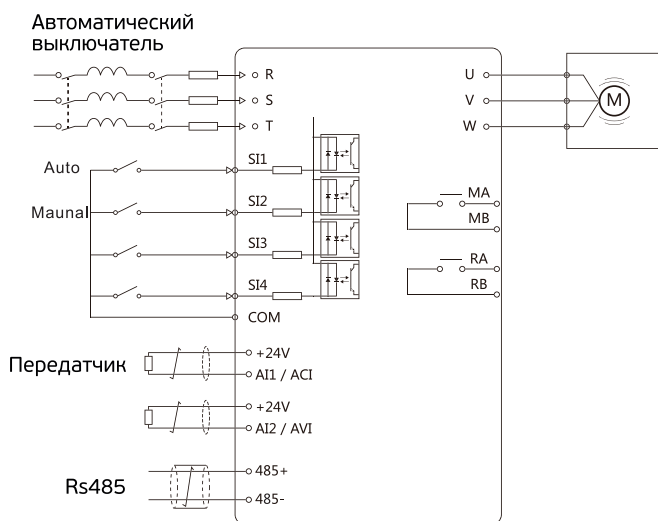 Автоматический
выключатель
R
S
T
U
V
W
M
Auto
Maunal
SI1
SI2
SI3
SI4
COM
MA
MB
RA
RB
Передатчик
+24V
AI1 / ACI
+24V
AI2 / AVI
Rs485
485+
485-